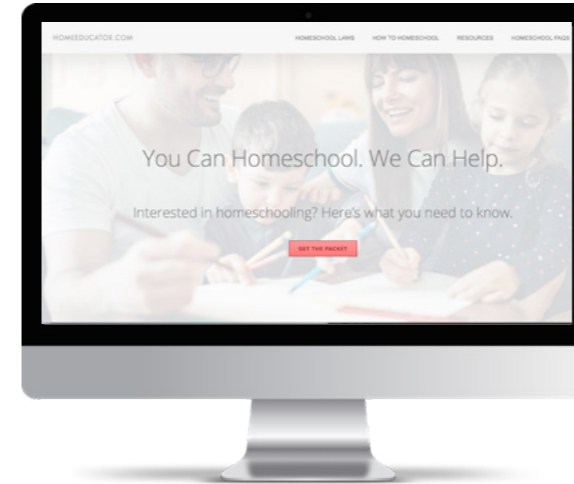 HOMEEDUCATOR.COM HOMESCHOOL LAWS HOW TO HOMESCHOOL RESOURCES HOMESCHOOL FAQS
You Can Homeschool. We Can Help.
Interested in homeschooling? Here's what you need to know.
GET THE PACKET